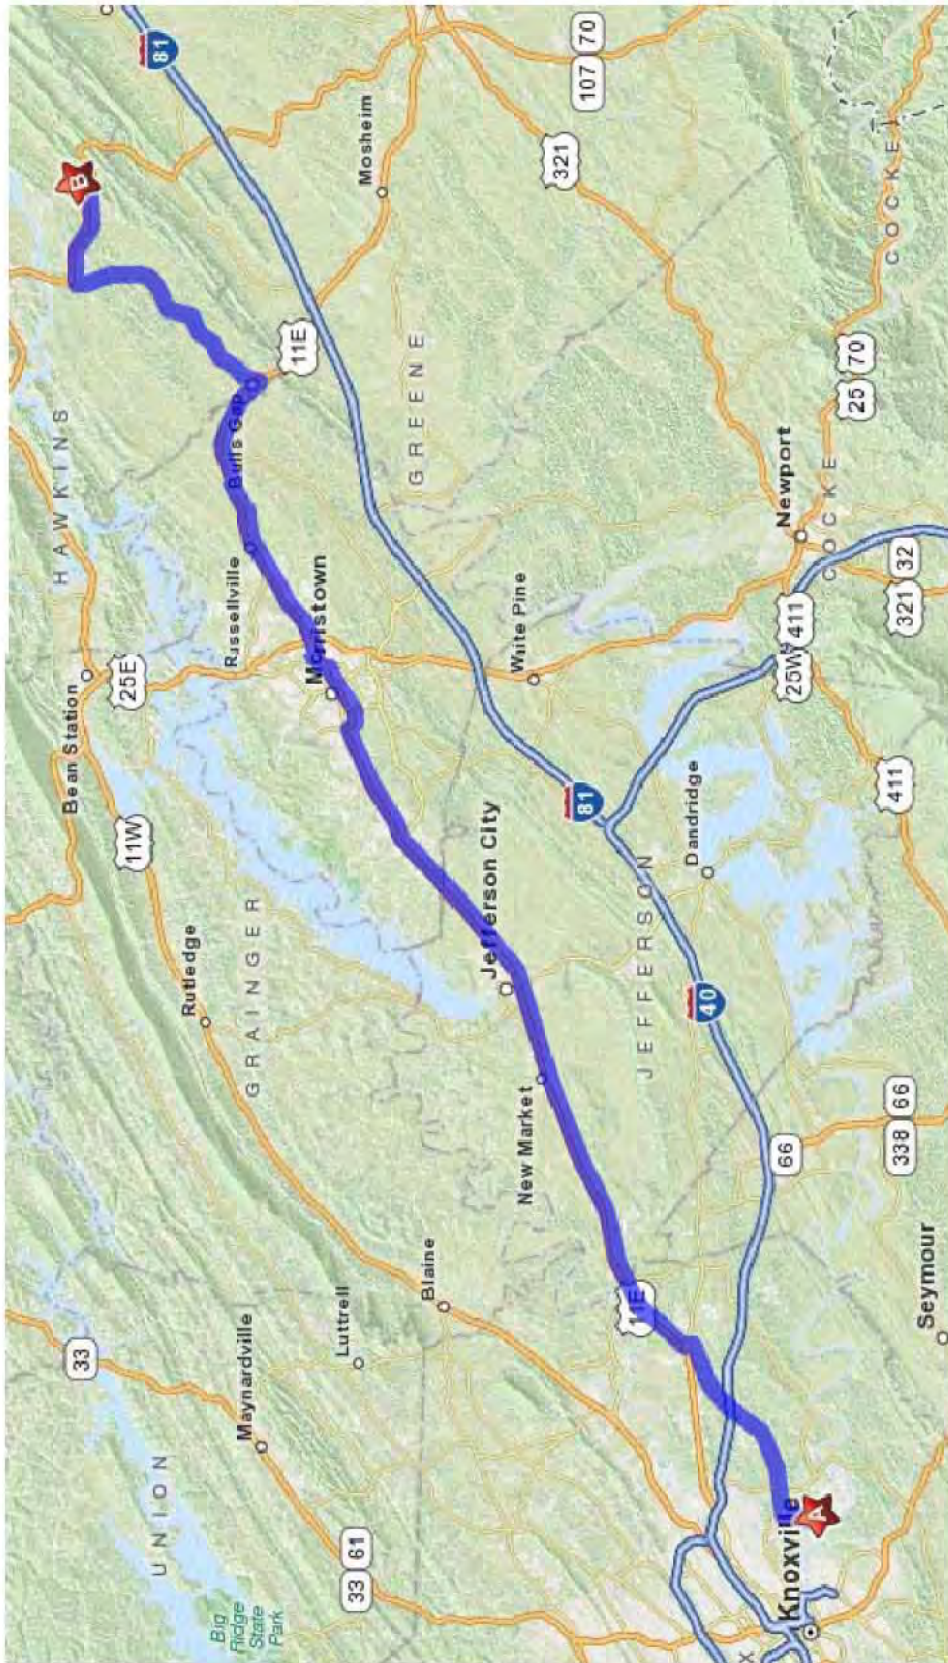 UNION
Big
Ridge
State
Park
33
33
61
Maynardville
Luttrell
Blaine
11W
Rutledge
GRAINGER
Bean Station
25E
HAWKINS
B
81
Knoxville
A
11E
New Market
Jefferson City
Morristown
Russellville
Bulls Gap
11E
Mosheim
107
70
321
GREENE
White Pine
81
JEFFERSON
40
Dandridge
66
338
66
Seymour
411
25W
411
Newport
COCKE
321
32
25
70
COCKE
X